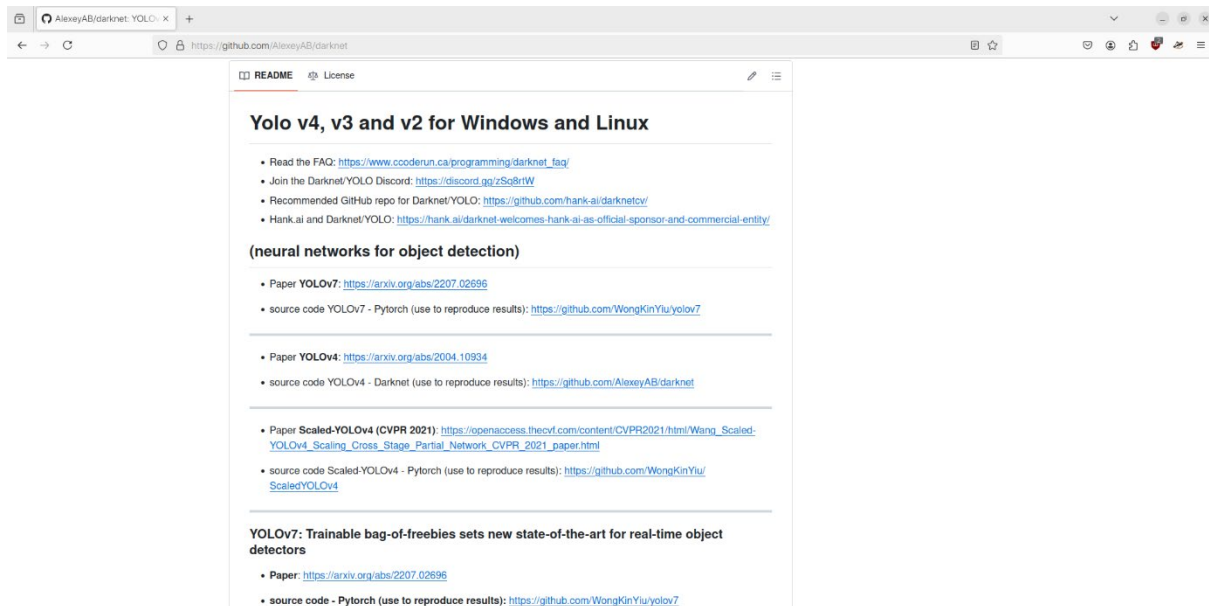 AlexeyAB/darknet: YOLO
https://github.com/AlexeyAB/darknet
README License
Yolo v4, v3 and v2 for Windows and Linux
• Read the FAQ: https://www.ccoderun.ca/programming/darknet_faq/
• Join the Darknet/YOLO Discord: https://discord.gg/zSq8rtW
• Recommended GitHub repo for Darknet/YOLO: https://github.com/hank-ai/darknetcv/
• Hank.ai and Darknet/YOLO: https://hank.ai/darknet-welcomes-hank-ai-as-official-sponsor-and-commercial-entity/
(neural networks for object detection)
• Paper YOLOv7: https://arxiv.org/abs/2207.02696
• source code YOLOv7 - Pytorch (use to reproduce results): https://github.com/WongKinYiu/yolov7
• Paper YOLOv4: https://arxiv.org/abs/2004.10934
• source code YOLOv4 - Darknet (use to reproduce results): https://github.com/AlexeyAB/darknet
• Paper Scaled-YOLOv4 (CVPR 2021): https://openaccess.thecvf.com/content/CVPR2021/html/Wang_Scaled-
YOLOv4_Scaling_Cross_Stage_Partial_Network_CVPR_2021_paper.html
• source code Scaled-YOLOv4 - Pytorch (use to reproduce results): https://github.com/WongKinYiu/
ScaledYOLOv4
YOLOv7: Trainable bag-of-freebies sets new state-of-the-art for real-time object
detectors
• Paper: https://arxiv.org/abs/2207.02696
• source code - Pytorch (use to reproduce results): https://github.com/WongKinYiu/yolov7